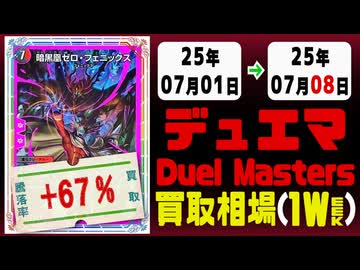 7
暗黒凰ゼロ・フェニックス
騰落率
+67%
買取
25年
07月01日
25年
07月08日
デュエマ
Duel Masters
買取相場(1WEEK)